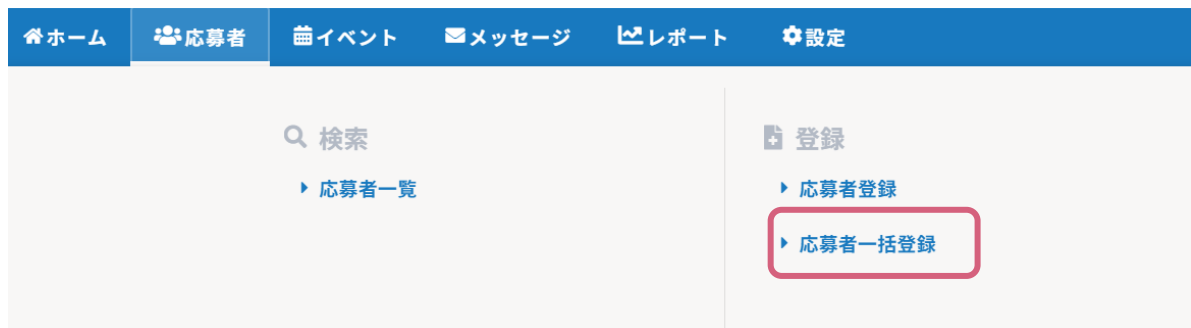 ホーム 応募者 イベント メッセージ レポート 設定
検索
応募者一覧
登録
応募者登録
応募者一括登録